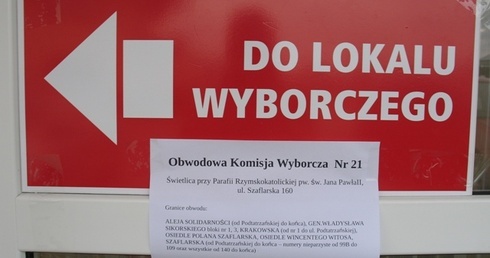 DO LOKALU
WYBORCZEGO
Obwodowa Komisja Wyborcza Nr 21
Świetlica przy Parafii Rzymskokatolickiej pw. św. Jana PawłaII,
ul. Szaflarska 160
Granice obwodu:
ALEJA SOLIDARNOŚCI (od Podtatrzańskiej do końca), GEN.WŁADYSŁAWA
SIKORSKIEGO bloki nr 1, 3, KRAKOWSKA (od nr 1 do ul. Podtatrzańskiej),
OSIEDLE POLANA SZAFLARSKA, OSIEDLE WINCENTEGO WITOSA,
SZAFLARSKA (od Podtatrzańskiej do końca – numery nieparzyste od 99B do
199 oraz wszystkie od 140 do końca)